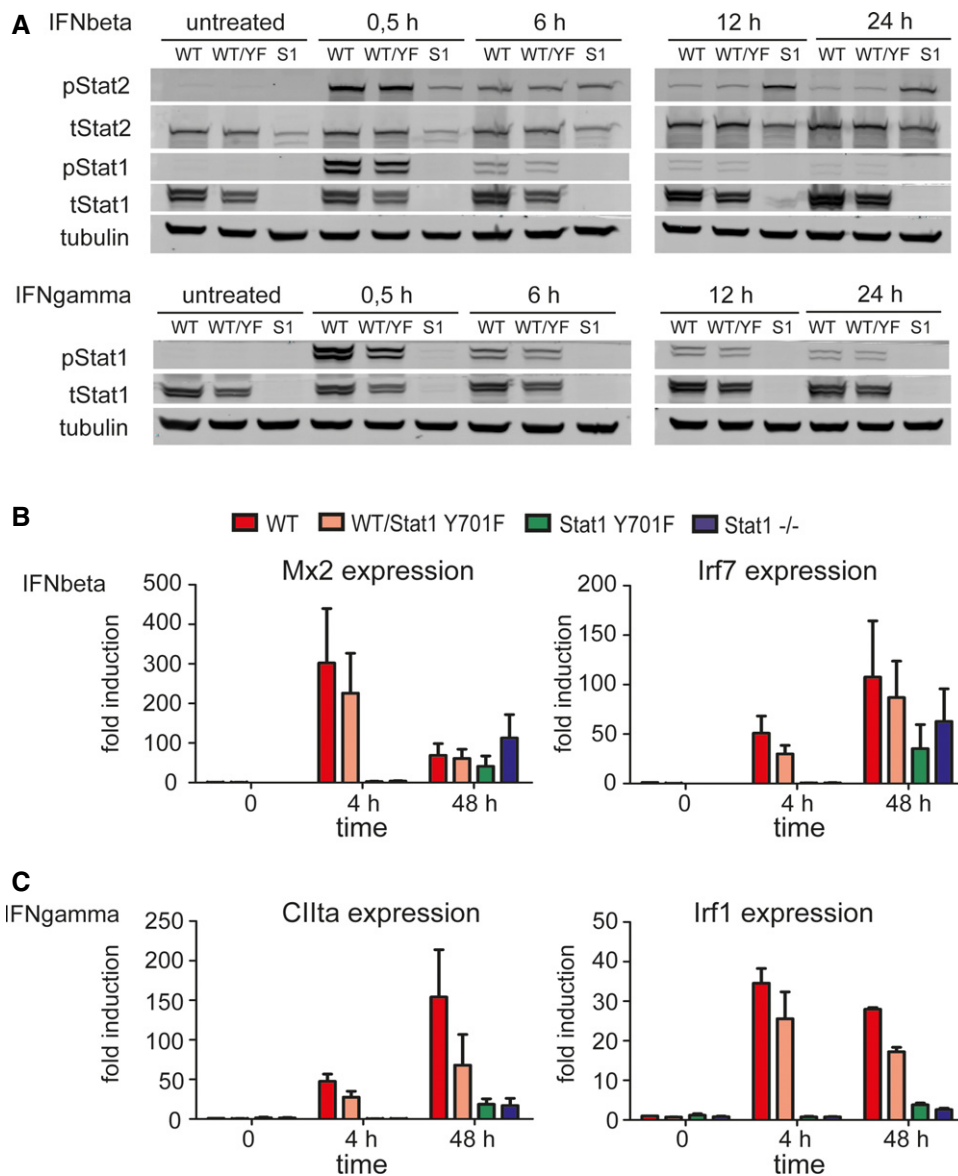 A IFNbeta untreated 0,5 h 6 h 12 h 24 h
WT WT/YF S1 WT WT/YF S1 WT WT/YF S1 WT WT/YF S1 WT WT/YF S1
pStat2
tStat2
pStat1
tStat1
tubulin
IFNgamma untreated 0,5 h 6 h 12 h 24 h
WT WT/YF S1 WT WT/YF S1 WT WT/YF S1 WT WT/YF S1 WT WT/YF S1
pStat1
tStat1
tubulin
B
WT WT/Stat1 Y701F Stat1 Y701F Stat1 -/-
IFNbeta
Mx2 expression
fold induction
500
400
300
200
100
0
0 4 h 48 h
time
Irf7 expression
fold induction
200
150
100
50
0
0 4 h 48 h
time
C
IFNgamma
CIIta expression
fold induction
250
200
150
100
50
0
0 4 h 48 h
time
Irf1 expression
fold induction
50
40
30
20
10
0
0 4 h 48 h
time